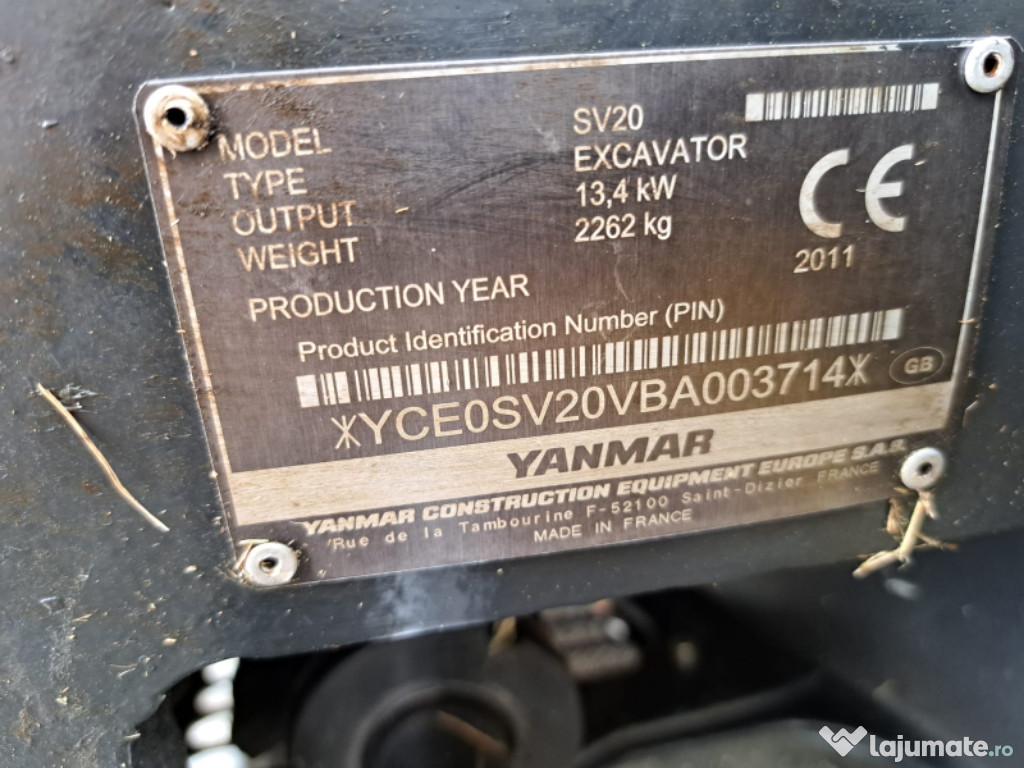 MODEL SV20
TYPE EXCAVATOR
OUTPUT 13,4 kW
WEIGHT 2262 kg
CE
PRODUCTION YEAR 2011
Product Identification Number (PIN)
YCE0SV20VBA003714
GB
YANMAR
YANMAR CONSTRUCTION EQUIPMENT EUROPE S.A.S.
Rue de la Tambourine F-52100 Saint-Dizier FRANCE
MADE IN FRANCE
lajumate.ro